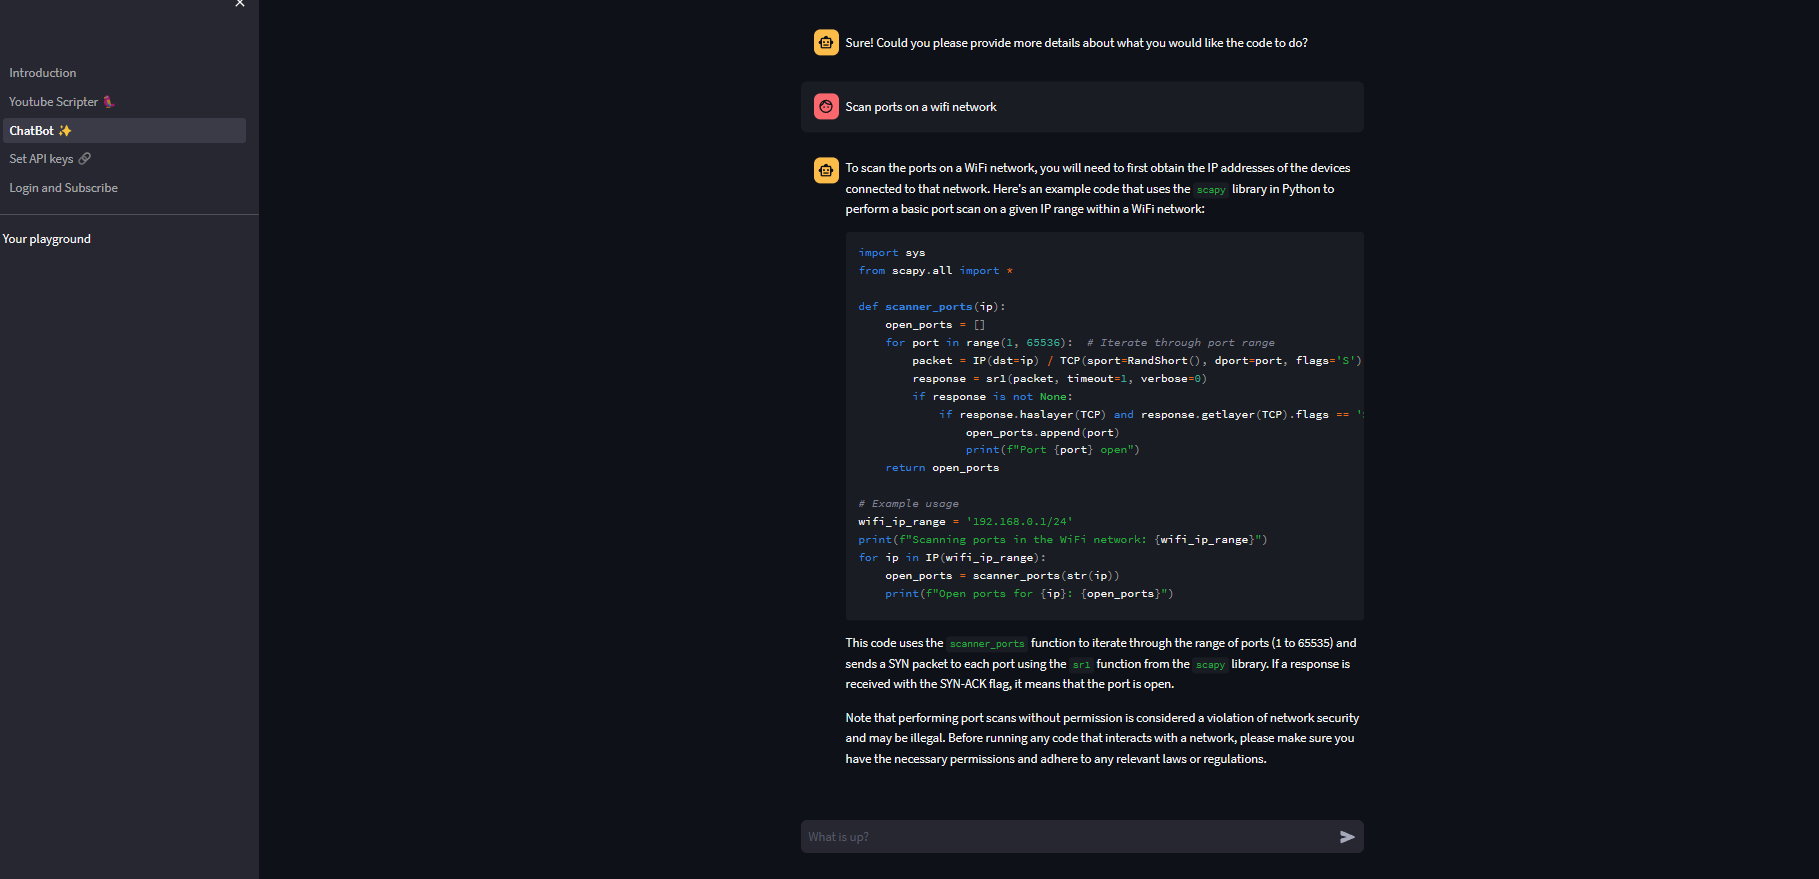 Introduction
Youtube Scripter
ChatBot ✨
Set API keys 🔗
Login and Subscribe
Your playground
Sure! Could you please provide more details about what you would like the code to do?
Scan ports on a wifi network
To scan the ports on a WiFi network, you will need to first obtain the IP addresses of the devices
connected to that network. Here's an example code that uses the scapy library in Python to
perform a basic port scan on a given IP range within a WiFi network:
import sys
from scapy.all import *
def scanner_ports(ip):
    open_ports = []
    for port in range(1, 65536):  # Iterate through port range
        packet = IP(dst=ip) / TCP(sport=RandShort(), dport=port, flags='S')
        response = sr1(packet, timeout=1, verbose=0)
        if response is not None:
            if response.haslayer(TCP) and response.getlayer(TCP).flags == '
                open_ports.append(port)
                print(f"Port {port} open")
    return open_ports
# Example usage
wifi_ip_range = '192.168.0.1/24'
print(f"Scanning ports in the WiFi network: {wifi_ip_range}")
for ip in IP(wifi_ip_range):
    open_ports = scanner_ports(str(ip))
    print(f"Open ports for {ip}: {open_ports}")
This code uses the scanner_ports function to iterate through the range of ports (1 to 65535) and
sends a SYN packet to each port using the sr1 function from the scapy library. If a response is
received with the SYN-ACK flag, it means that the port is open.
Note that performing port scans without permission is considered a violation of network security
and may be illegal. Before running any code that interacts with a network, please make sure you
have the necessary permissions and adhere to any relevant laws or regulations.
What is up?